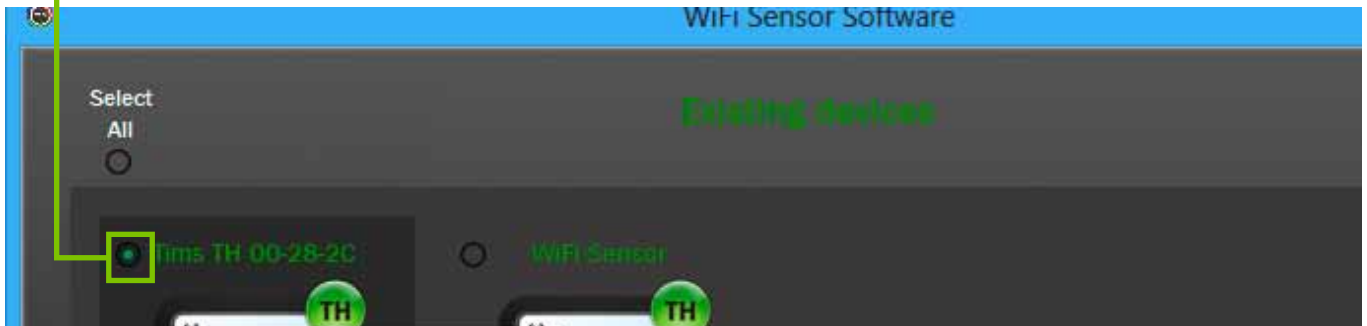 WiFi Sensor Software
Select
All
Existing devices
Tims TH 00-28-2C
WiFi-Sensor
TH
TH